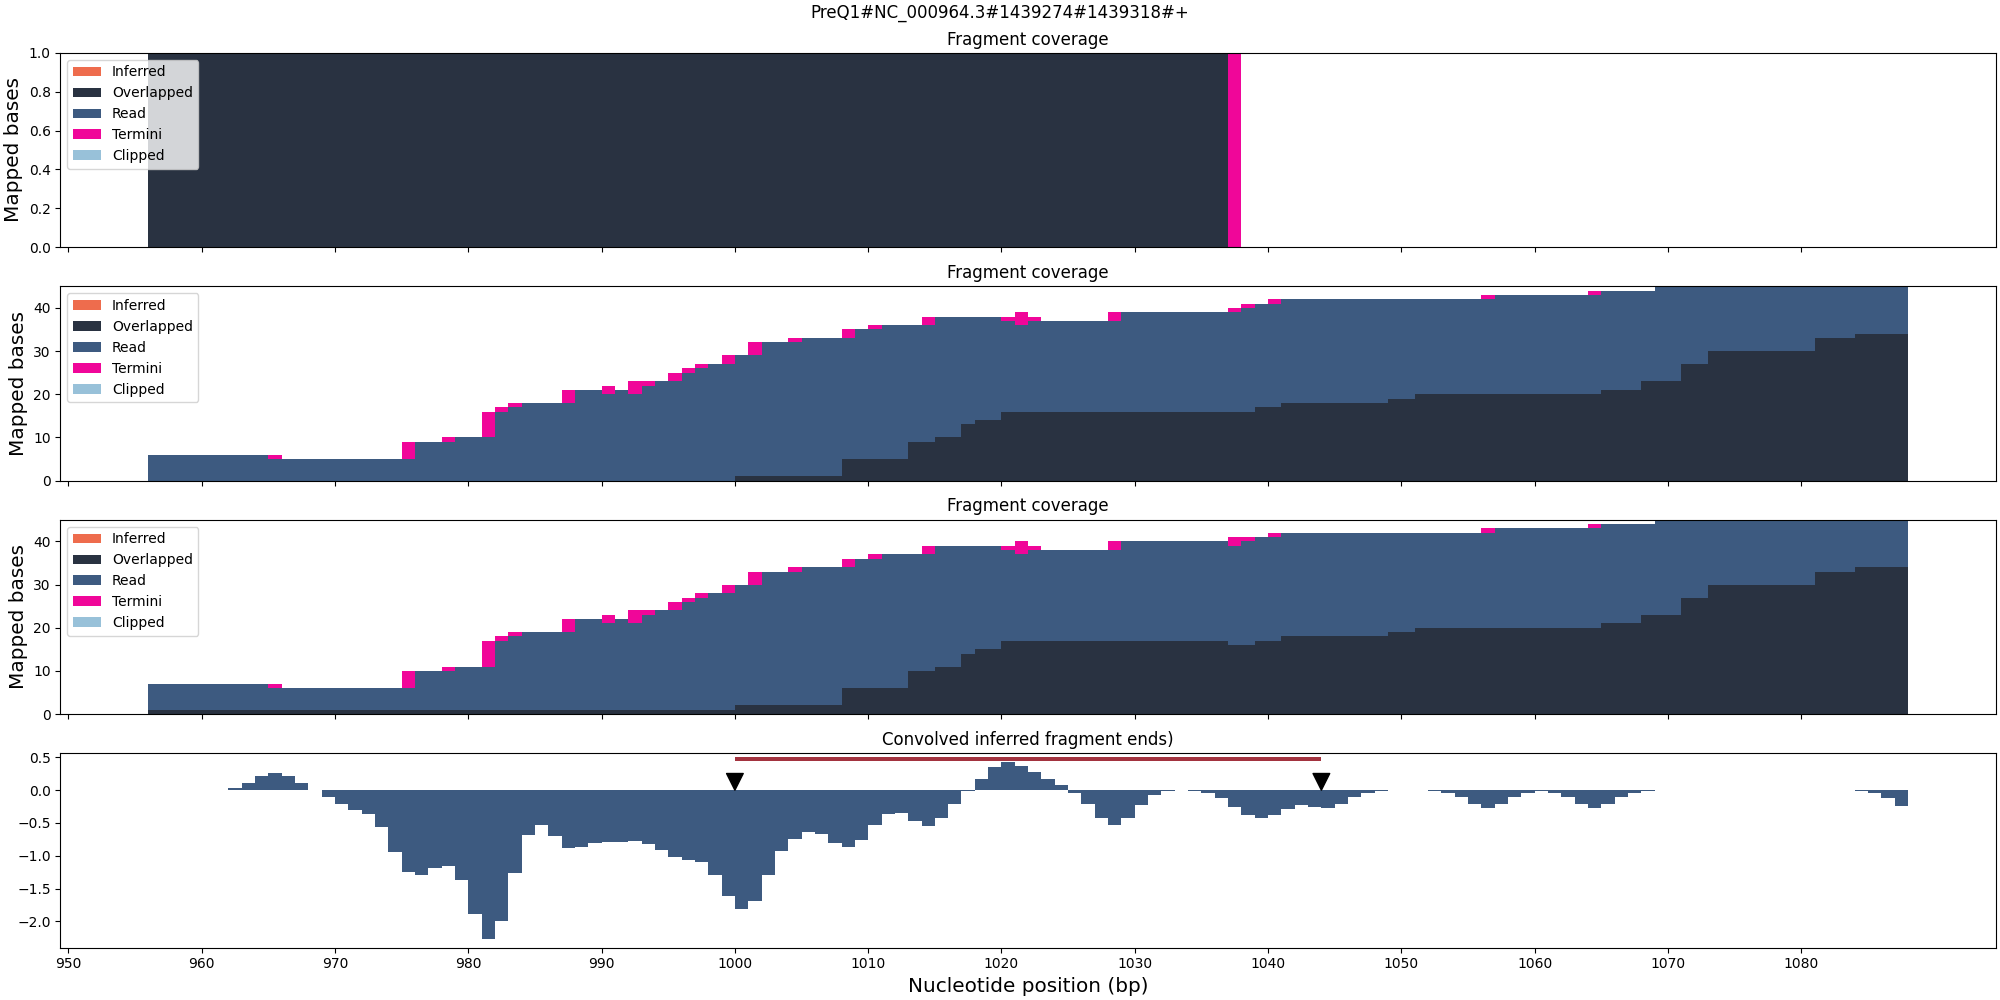 PreQ1#NC_000964.3#1439274#1439318#+
Fragment coverage
Mapped bases
1.0
0.8
0.6
0.4
0.2
0.0
Inferred
Overlapped
Read
Termini
Clipped
Fragment coverage
Mapped bases
40
30
20
10
0
Inferred
Overlapped
Read
Termini
Clipped
Fragment coverage
Mapped bases
40
30
20
10
0
Inferred
Overlapped
Read
Termini
Clipped
Convolved inferred fragment ends)
0.5
0.0
−0.5
−1.0
−1.5
−2.0
950 960 970 980 990 1000 1010 1020 1030 1040 1050 1060 1070 1080
Nucleotide position (bp)